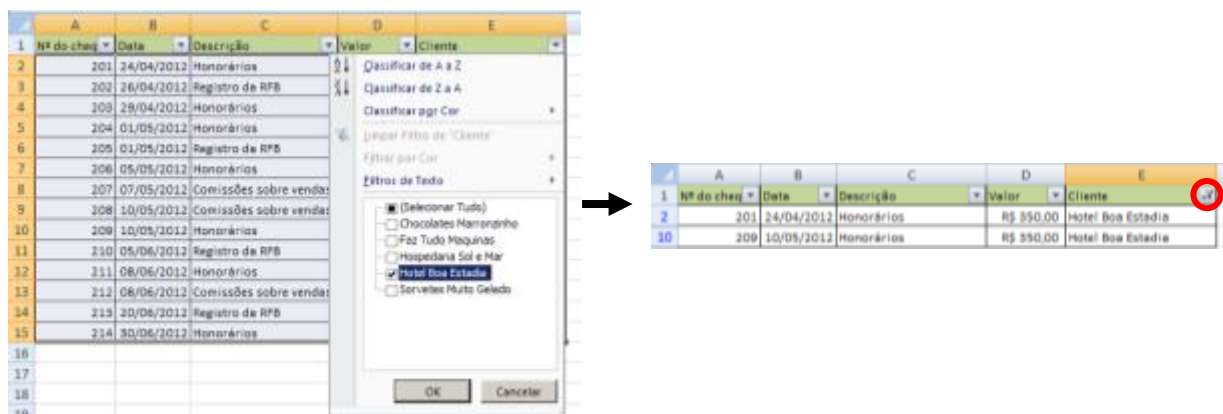 A B C D E
1 Nº do cheq Data Descrição Valor Cliente
2 201 24/04/2012 Honorários
3 202 26/04/2012 Registro da RFB
4 203 29/04/2012 Honorários
5 204 01/05/2012 Honorários
6 205 01/05/2012 Registro da RFB
7 206 05/05/2012 Honorários
8 207 07/05/2012 Comissões sobre vendas
9 208 10/05/2012 Comissões sobre vendas
10 209 10/05/2012 Honorários
11 210 05/06/2012 Registro da RFB
12 211 08/06/2012 Honorários
13 212 08/06/2012 Comissões sobre vendas
14 213 20/06/2012 Registro da RFB
15 214 30/06/2012 Honorários
16
17
18
19
Classificar de A a Z
Classificar de Z a A
Classificar por Cor
Limpar Filtro de "Cliente"
Filtrar por Cor
Filtros de Texto
(Selecionar Tudo)
Chocolates Marronzinho
Faz Tudo Maquinas
Hospedaria Sol e Mar
Hotel Boa Estadia
Sorvetes Muito Gelado
OK Cancelar
A B C D E
1 Nº do cheq Data Descrição Valor Cliente
2 201 24/04/2012 Honorários R$ 350,00 Hotel Boa Estadia
10 209 10/05/2012 Honorários R$ 350,00 Hotel Boa Estadia